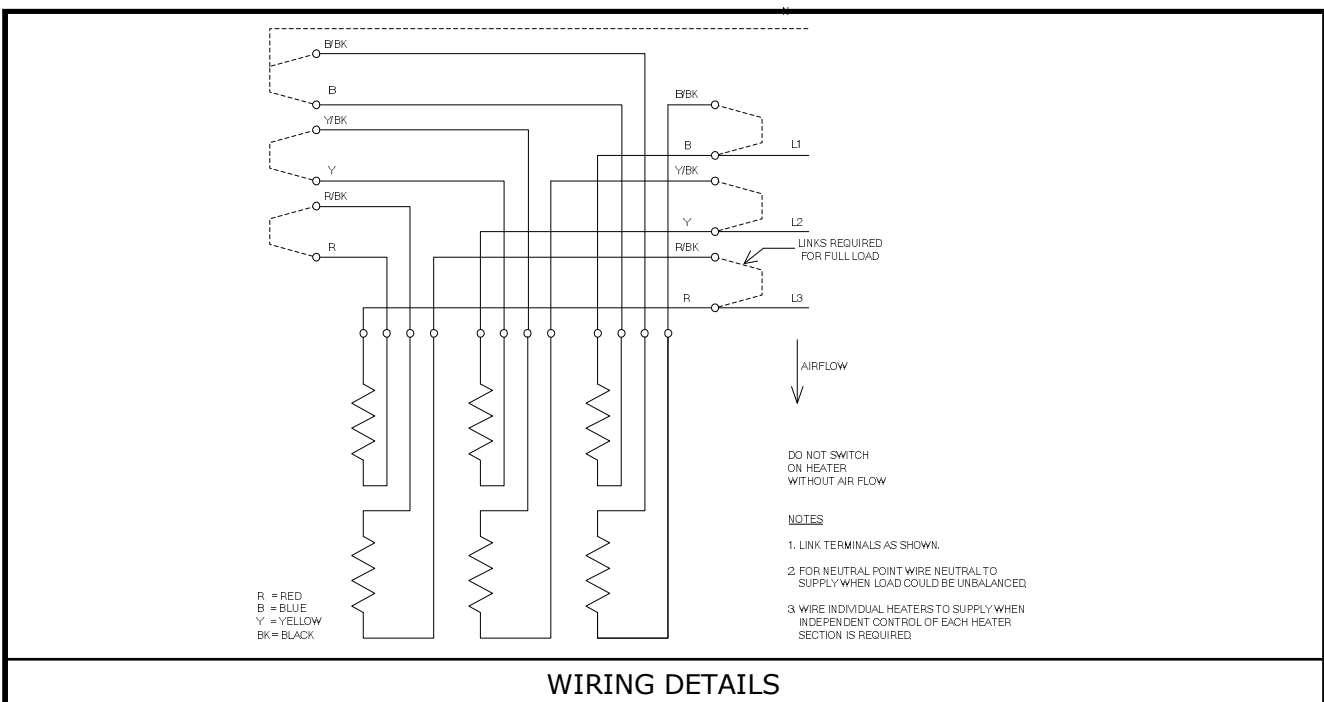 N
B/BK
B
Y/BK
Y
R/BK
R
B/BK
B
L1
Y/BK
Y
L2
R/BK
LINKS REQUIRED
FOR FULL LOAD
R
L3
AIRFLOW
DO NOT SWITCH
ON HEATER
WITHOUT AIR FLOW
NOTES
1. LINK TERMINALS AS SHOWN.
2. FOR NEUTRAL POINT WIRE NEUTRAL TO
SUPPLY WHEN LOAD COULD BE UNBALANCED.
3. WIRE INDIVIDUAL HEATERS TO SUPPLY WHEN
INDEPENDENT CONTROL OF EACH HEATER
SECTION IS REQUIRED.
R = RED
B = BLUE
Y = YELLOW
BK = BLACK
WIRING DETAILS